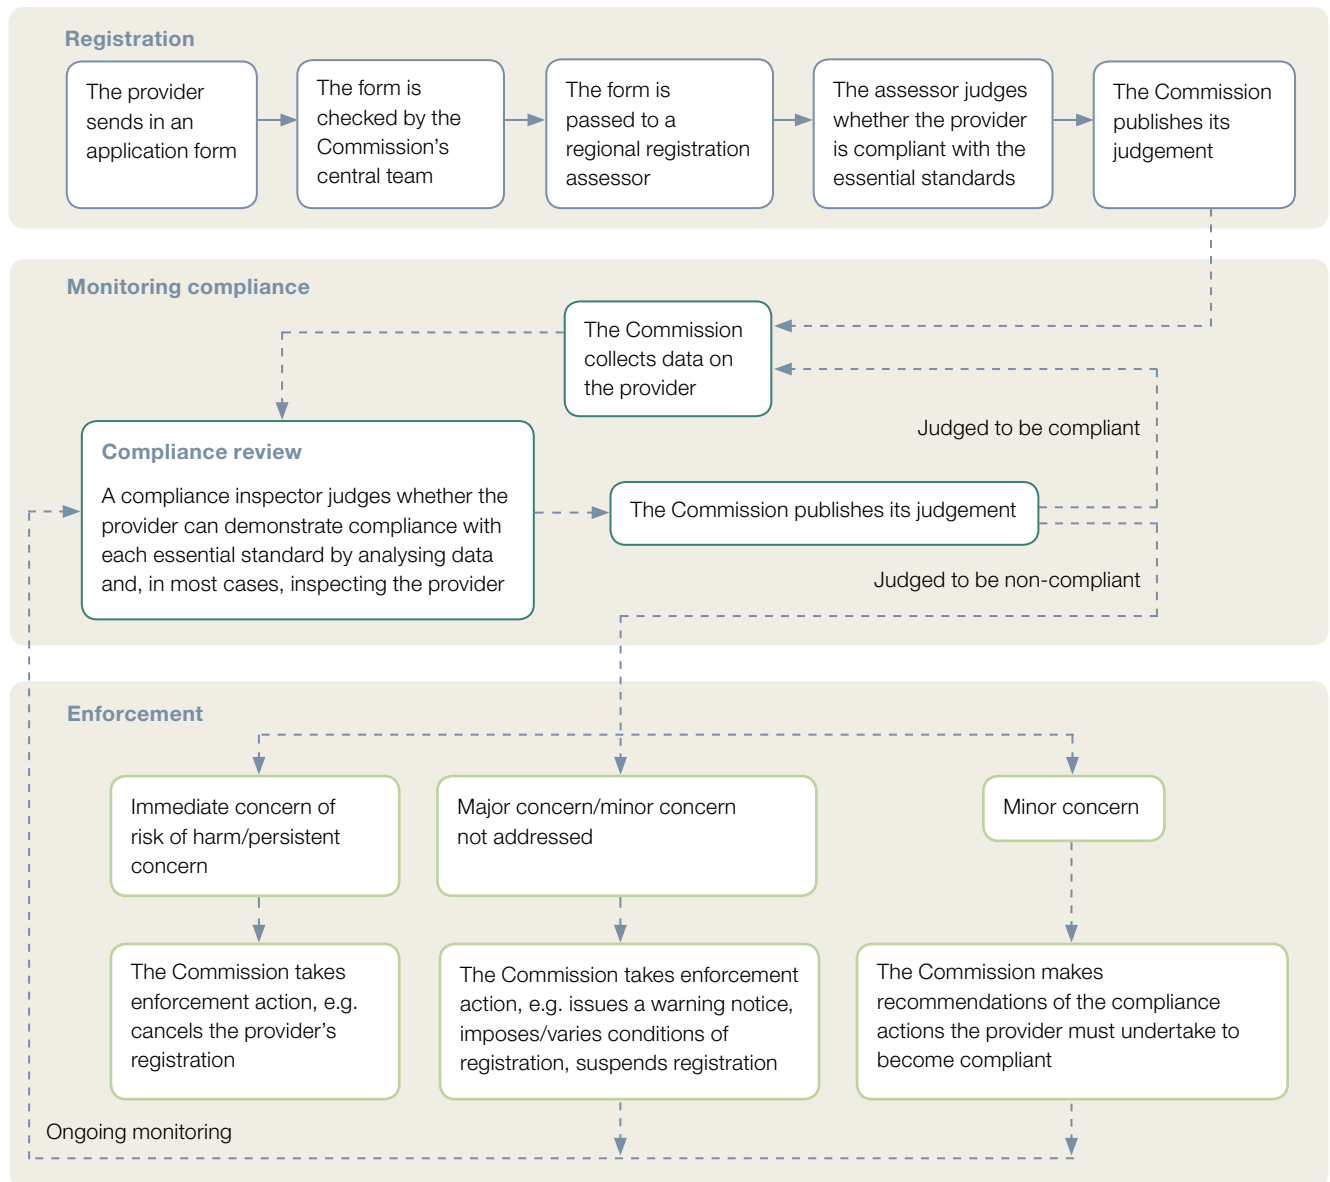 Registration
The provider
sends in an
application form
The form is
checked by the
Commission's
central team
The form is
passed to a
regional registration
assessor
The assessor judges
whether the provider
is compliant with the
essential standards
The Commission
publishes its
judgement
Monitoring compliance
The Commission
collects data on
the provider
Judged to be compliant
Compliance review
A compliance inspector judges whether the
provider can demonstrate compliance with
each essential standard by analysing data
and, in most cases, inspecting the provider
The Commission publishes its judgement
Judged to be non-compliant
Enforcement
Immediate concern of
risk of harm/persistent
concern
Major concern/minor concern
not addressed
Minor concern
The Commission takes
enforcement action, e.g.
cancels the provider's
registration
The Commission takes enforcement
action, e.g. issues a warning notice,
imposes/varies conditions of
registration, suspends registration
The Commission makes
recommendations of the compliance
actions the provider must undertake to
become compliant
Ongoing monitoring